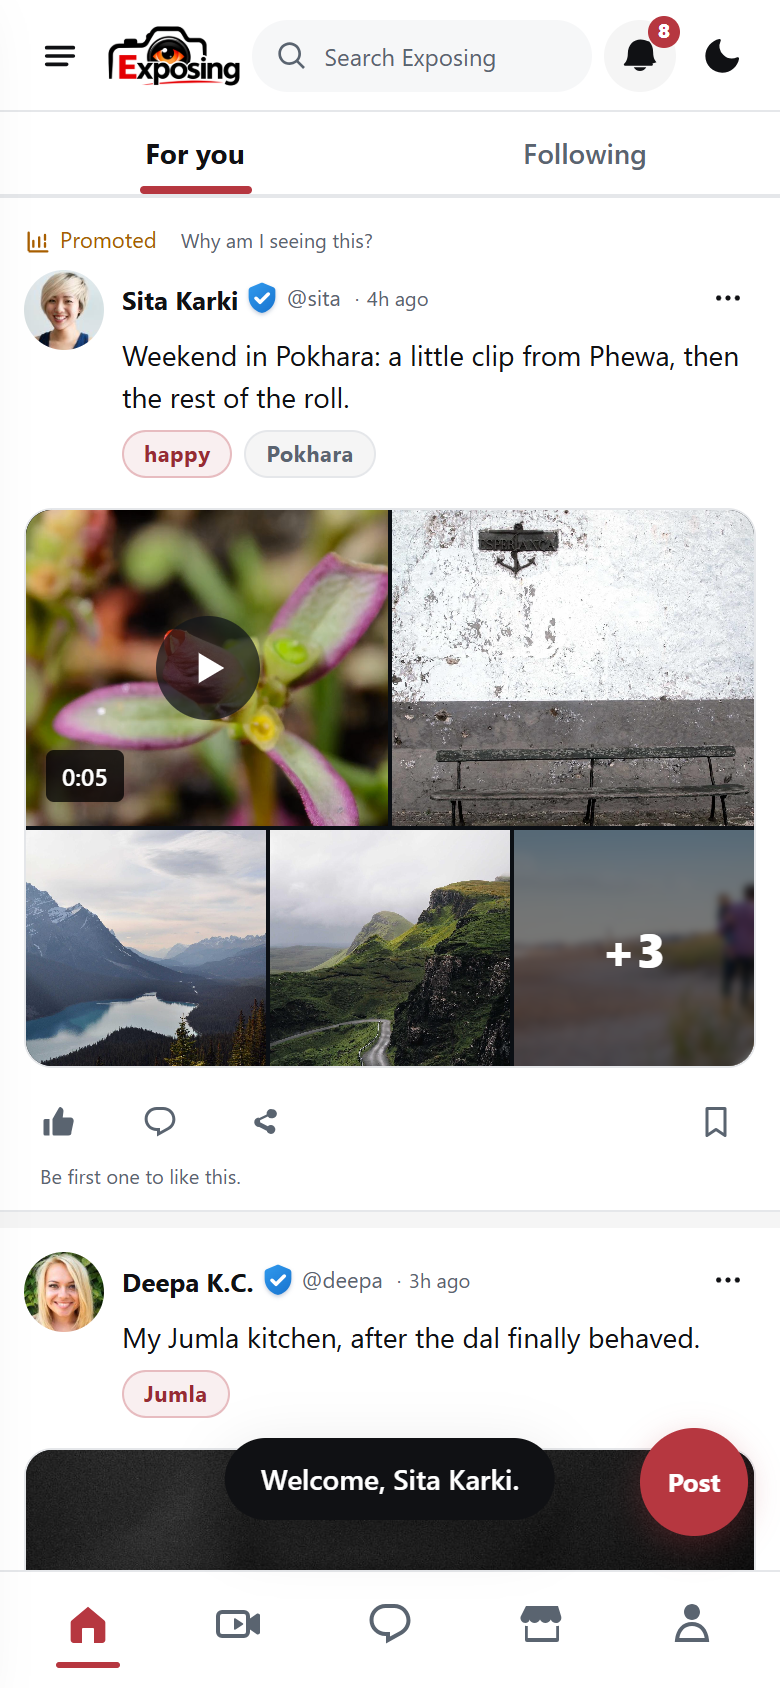 Exposing
Search Exposing
8
For you
Following
Promoted
Why am I seeing this?
Sita Karki
@sita
· 4h ago
Weekend in Pokhara: a little clip from Phewa, then
the rest of the roll.
happy
Pokhara
ESPERANÇA
0:05
+3
Be first one to like this.
Deepa K.C.
@deepa
· 3h ago
My Jumla kitchen, after the dal finally behaved.
Jumla
Welcome, Sita Karki.
Post